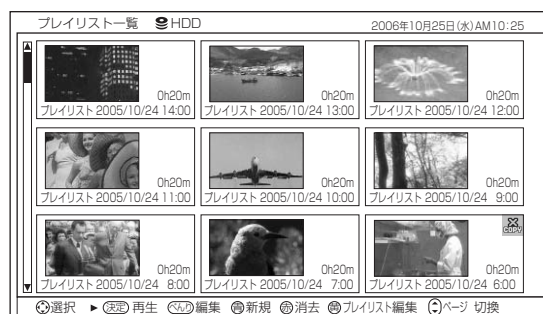 プレイリスト一覧 HDD 2006年10月25日(水)AM10:25
0h20m 0h20m 0h20m
プレイリスト 2005/10/24 14:00 プレイリスト 2005/10/24 13:00 プレイリスト 2005/10/24 12:00
0h20m 0h20m 0h20m
プレイリスト 2005/10/24 11:00 プレイリスト 2005/10/24 10:00 プレイリスト 2005/10/24 9:00
COPY
0h20m 0h20m 0h20m
プレイリスト 2005/10/24 8:00 プレイリスト 2005/10/24 7:00 プレイリスト 2005/10/24 6:00
選択 ► 決定 再生 べんり 編集 青 新規 赤 消去 黄 プレイリスト編集 ページ 切換